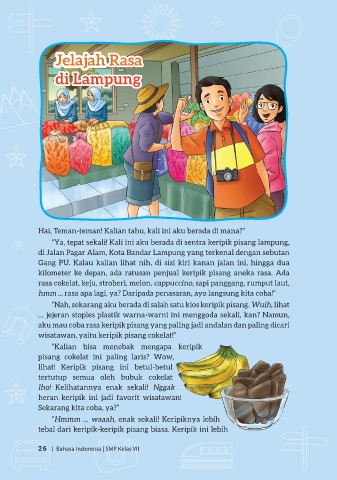 Jelajah Rasa
di Lampung
Hai, Teman-teman! Kalian tahu, kali ini aku berada di mana?"
"Ya, tepat sekali! Kali ini aku berada di sentra keripik pisang lampung,
di Jalan Pagar Alam, Kota Bandar Lampung yang terkenal dengan sebutan
Gang PU. Kalau kalian lihat nih, di sisi kiri kanan jalan ini, hingga dua
kilometer ke depan, ada ratusan penjual keripik pisang aneka rasa. Ada
rasa cokelat, keju, stroberi, melon, cappuccino, sapi panggang, rumput laut,
hmm ... rasa apa lagi, ya? Daripada penasaran, ayo langsung kita coba!"
"Nah, sekarang aku berada di salah satu kios keripik pisang. Wuih, lihat
... jejeran stoples plastik warna-warni ini menggoda sekali, kan? Namun,
aku mau coba rasa keripik pisang yang paling jadi andalan dan paling dicari
wisatawan, yaitu keripik pisang cokelat!"
"Kalian bisa menebak mengapa keripik
pisang cokelat ini paling laris? Wow,
lihat! Keripik pisang ini betul-betul
tertutup semua oleh bubuk cokelat
lho! Kelihatannya enak sekali! Nggak
heran keripik ini jadi favorit wisatawan!
Sekarang kita coba, ya?"
"Hmmm ... waaah, enak sekali! Keripiknya lebih
tebal dari keripik-keripik pisang biasa. Keripik ini lebih
26 | Bahasa Indonesia | SMP Kelas VII